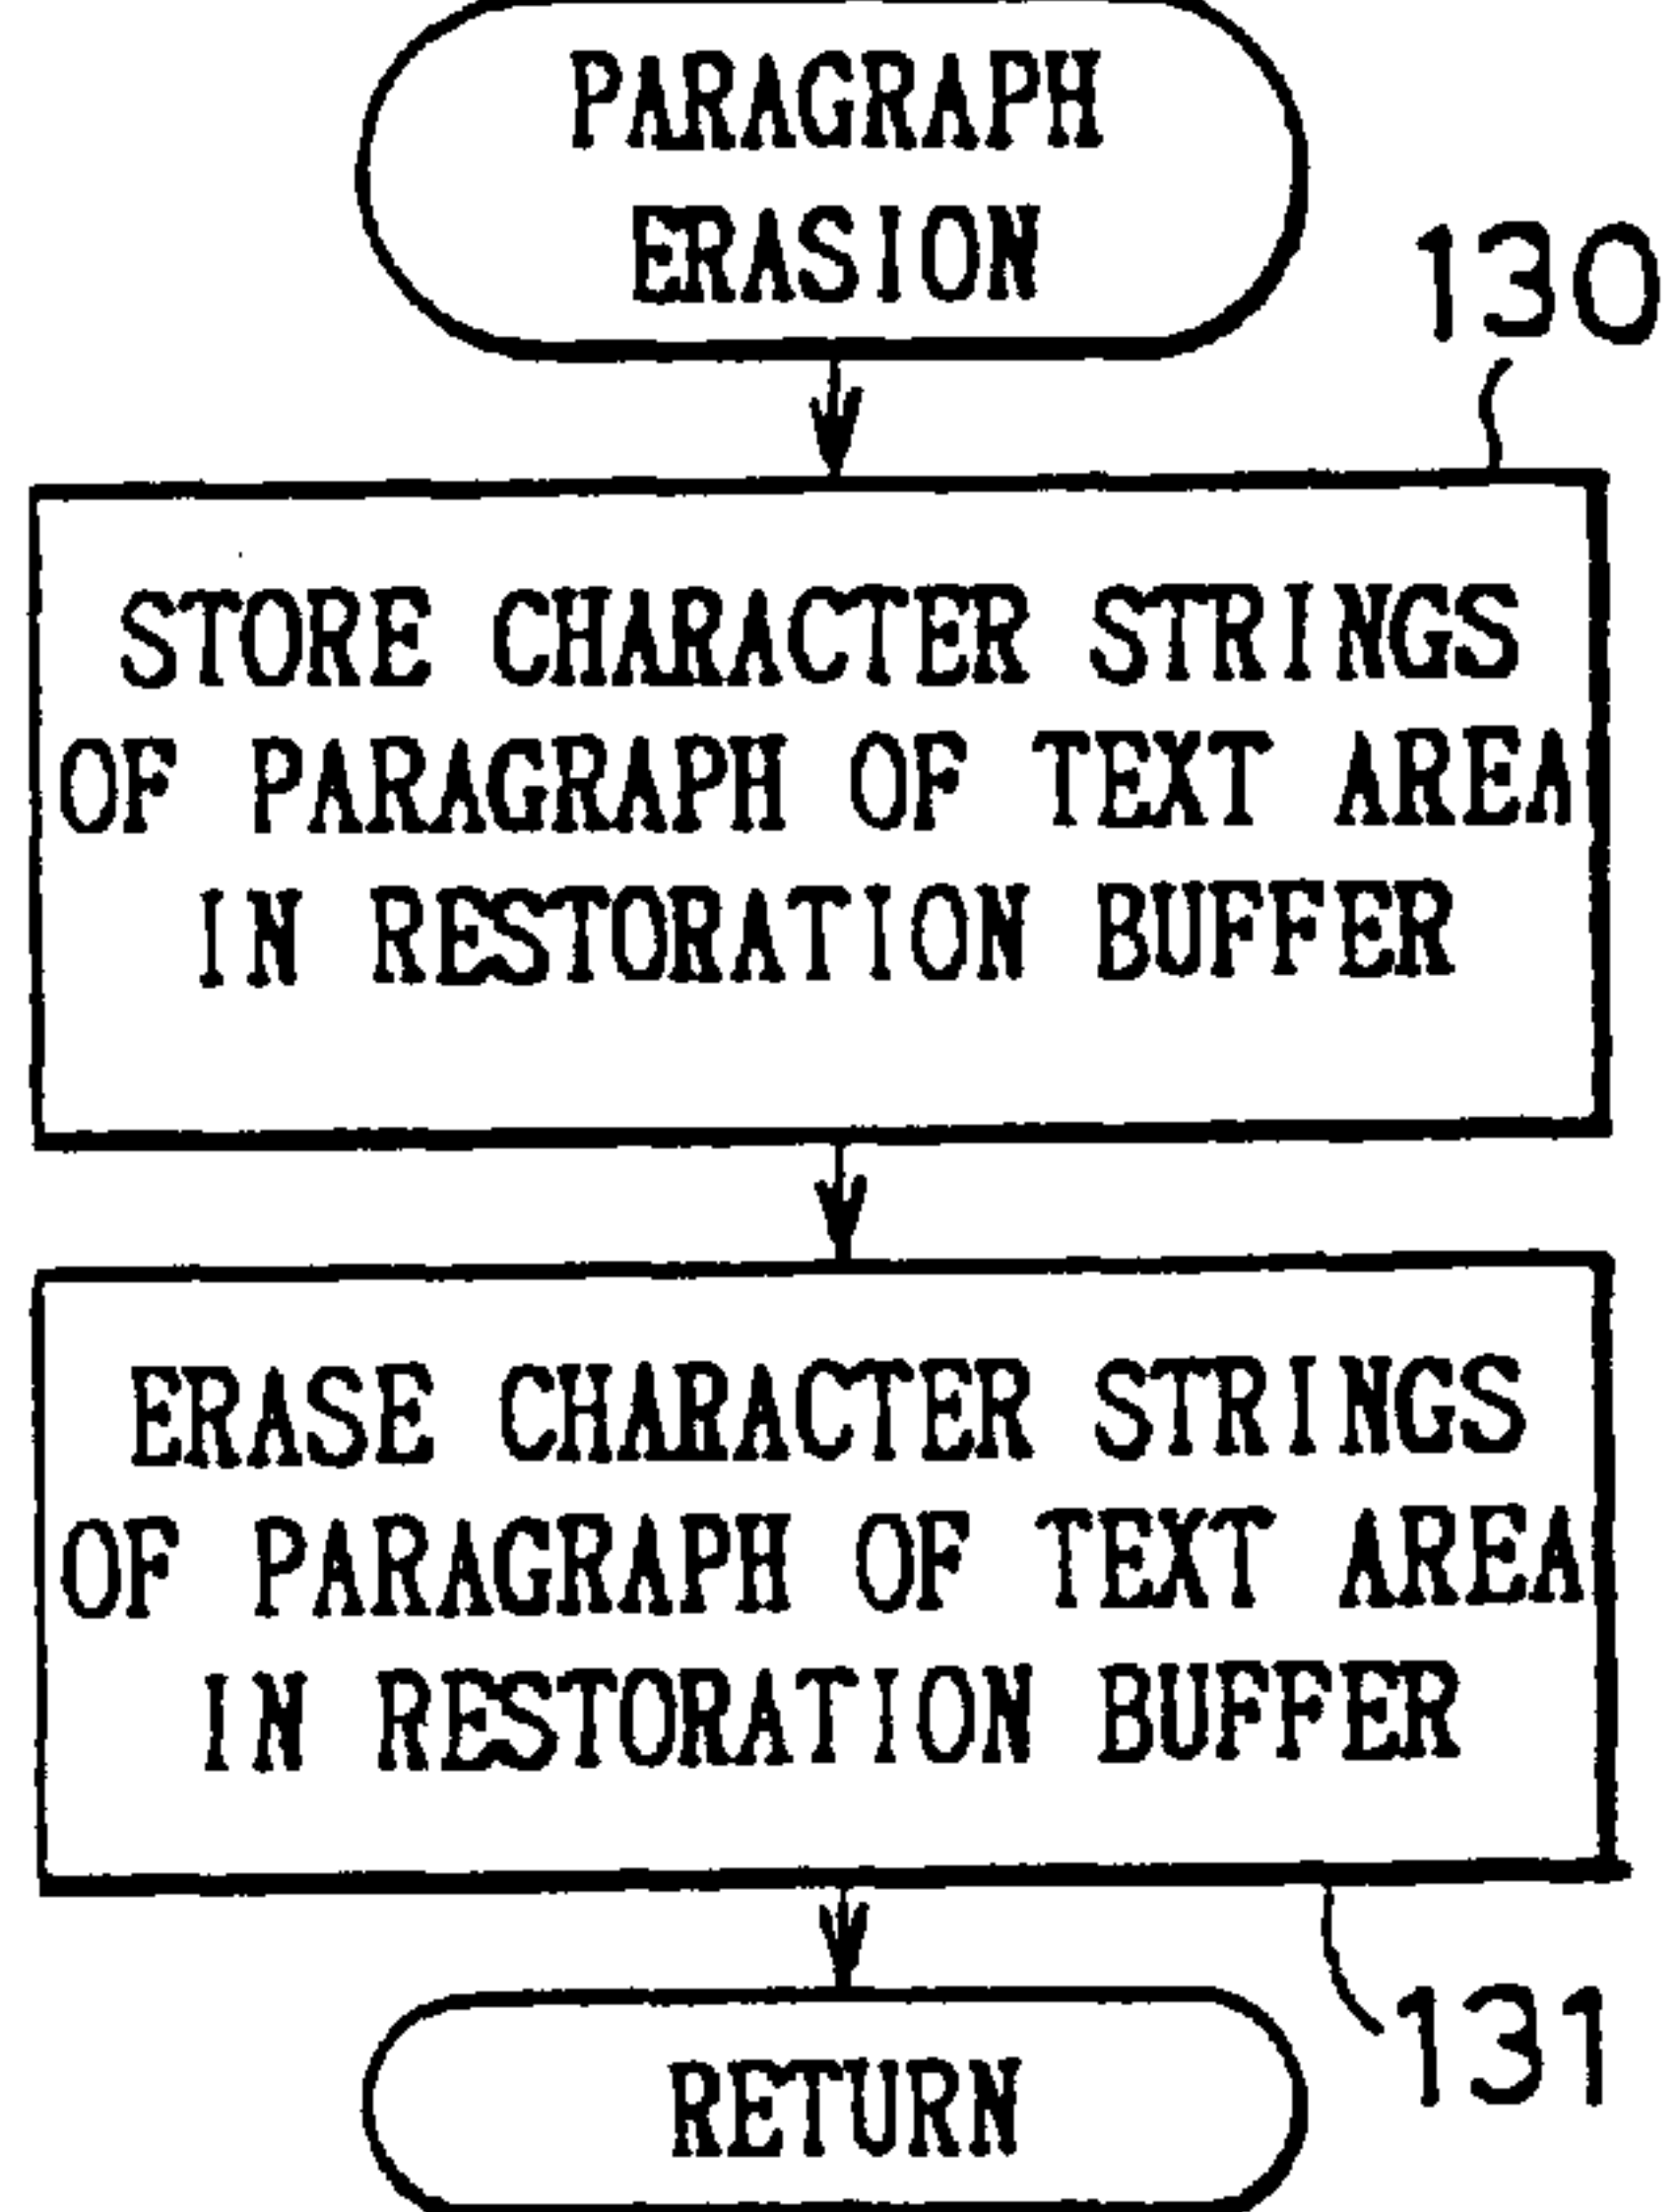 PARAGRAPH
ERASION
130
STORE CHARACTER STRINGS
OF PARAGRAPH OF TEXT AREA
IN RESTORATION BUFFER
ERASE CHARACTER STRINGS
OF PARAGRAPH OF TEXT AREA
IN RESTORATION BUFFER
131
RETURN